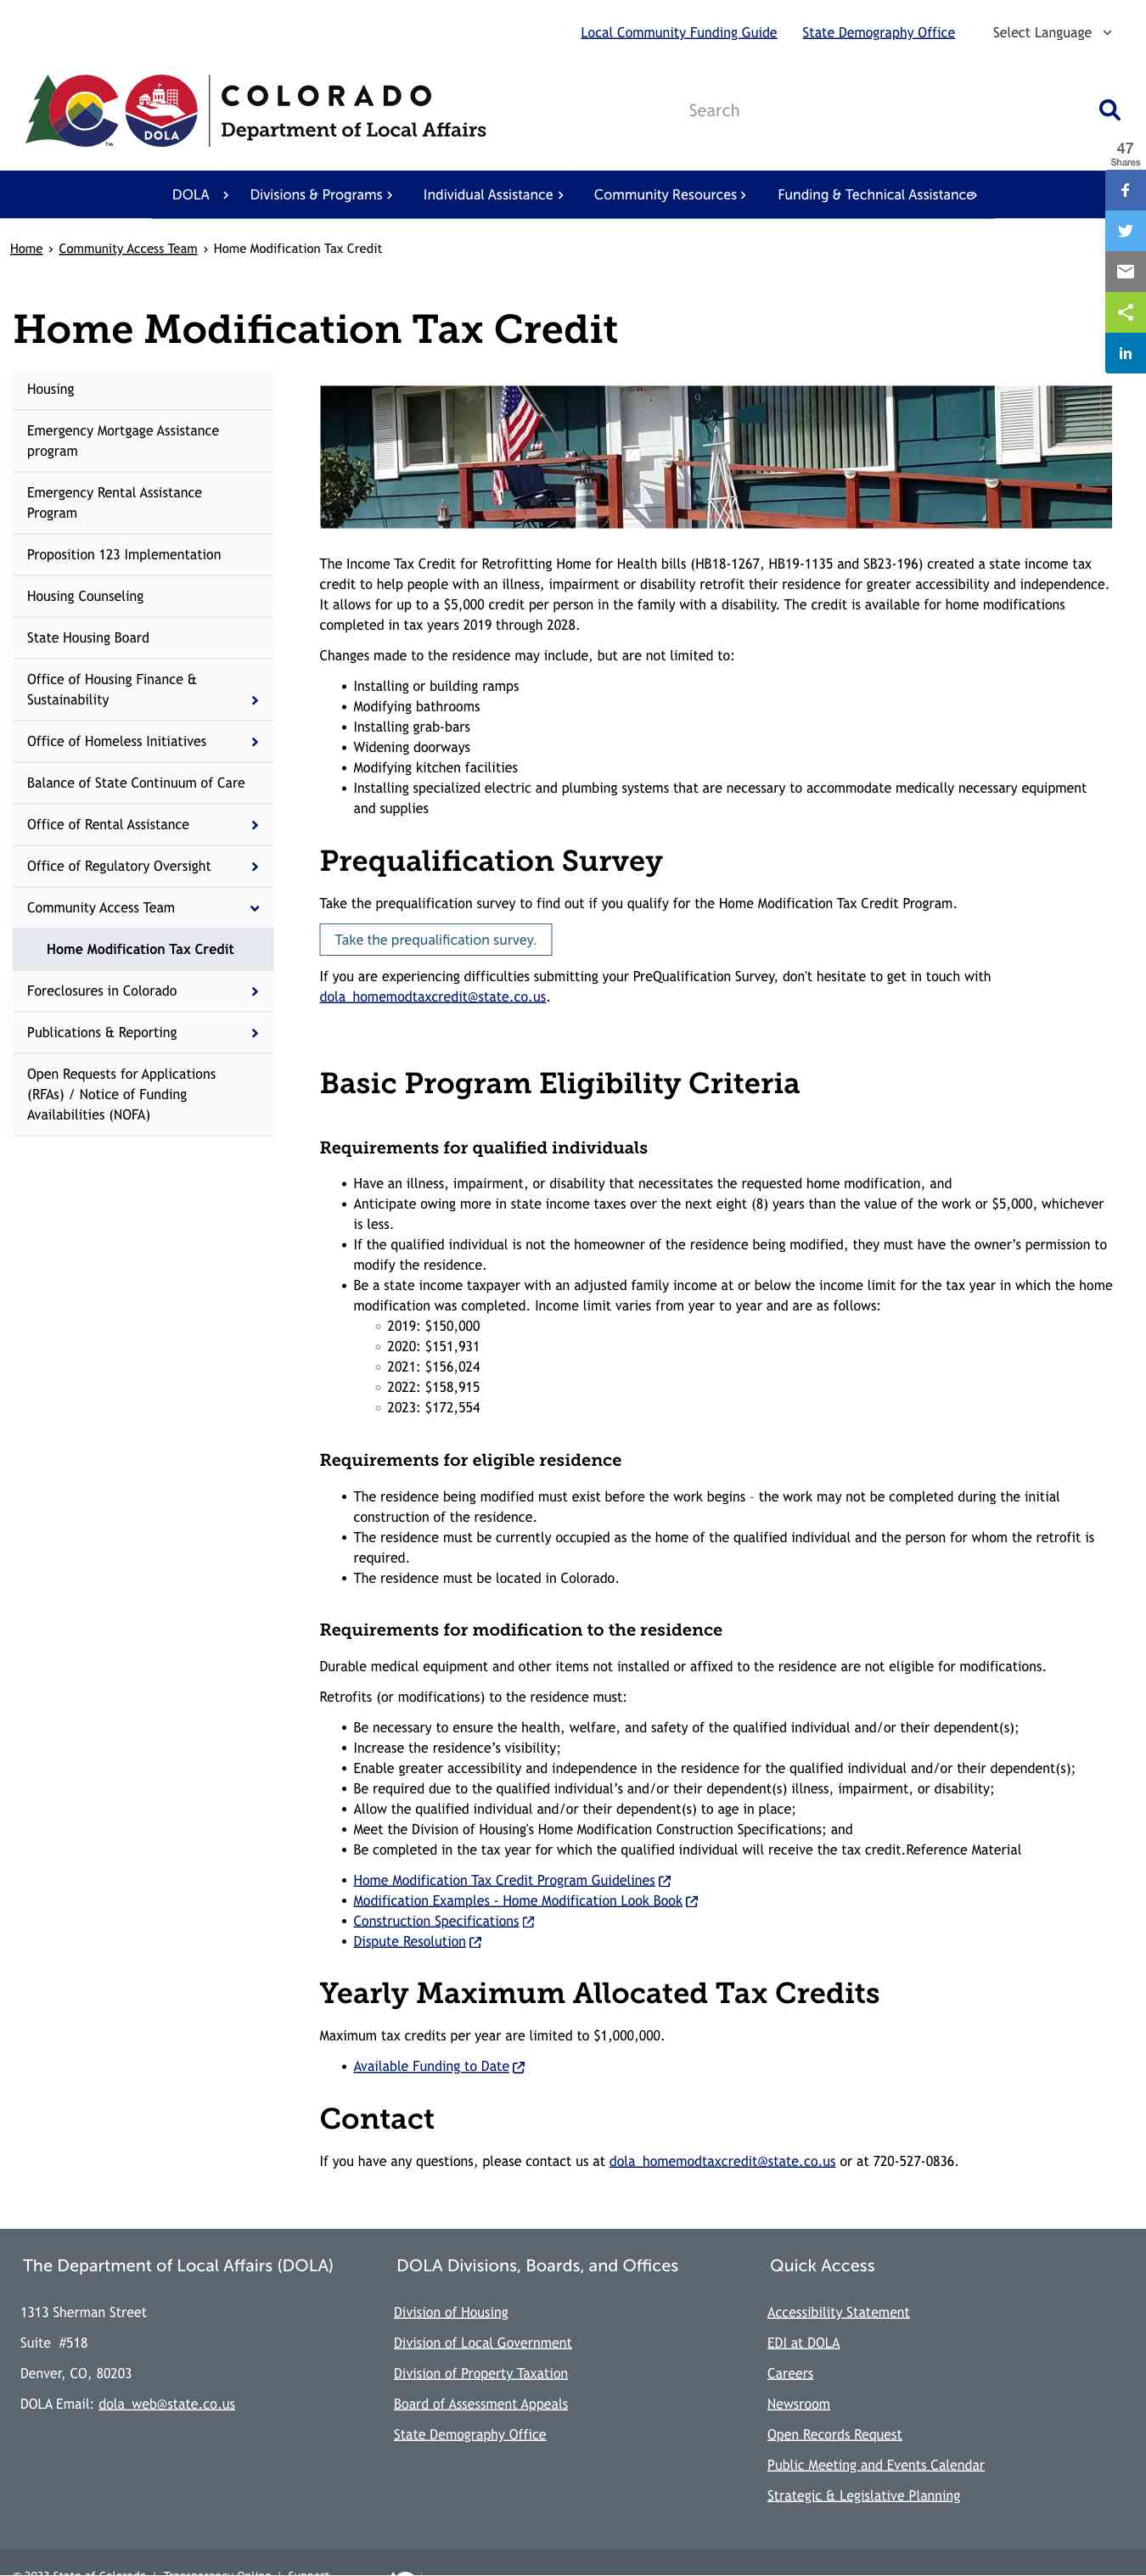 Local Community Funding Guide
State Demography Office
Select Language
COLORADO
Department of Local Affairs
DOLA
TM
Search
47
Shares
DOLA
Divisions & Programs
Individual Assistance
Community Resources
Funding & Technical Assistance
Home › Community Access Team › Home Modification Tax Credit
Home Modification Tax Credit
Housing
Emergency Mortgage Assistance
program
Emergency Rental Assistance
Program
Proposition 123 Implementation
Housing Counseling
State Housing Board
Office of Housing Finance &
Sustainability
Office of Homeless Initiatives
Balance of State Continuum of Care
Office of Rental Assistance
Office of Regulatory Oversight
Community Access Team
Home Modification Tax Credit
Foreclosures in Colorado
Publications & Reporting
Open Requests for Applications
(RFAs) / Notice of Funding
Availabilities (NOFA)
The Income Tax Credit for Retrofitting Home for Health bills (HB18-1267, HB19-1135 and SB23-196) created a state income tax
credit to help people with an illness, impairment or disability retrofit their residence for greater accessibility and independence.
It allows for up to a $5,000 credit per person in the family with a disability. The credit is available for home modifications
completed in tax years 2019 through 2028.
Changes made to the residence may include, but are not limited to:
• Installing or building ramps
• Modifying bathrooms
• Installing grab-bars
• Widening doorways
• Modifying kitchen facilities
• Installing specialized electric and plumbing systems that are necessary to accommodate medically necessary equipment
and supplies
Prequalification Survey
Take the prequalification survey to find out if you qualify for the Home Modification Tax Credit Program.
Take the prequalification survey.
If you are experiencing difficulties submitting your PreQualification Survey, don't hesitate to get in touch with
dola_homemodtaxcredit@state.co.us.
Basic Program Eligibility Criteria
Requirements for qualified individuals
• Have an illness, impairment, or disability that necessitates the requested home modification, and
• Anticipate owing more in state income taxes over the next eight (8) years than the value of the work or $5,000, whichever
is less.
• If the qualified individual is not the homeowner of the residence being modified, they must have the owner’s permission to
modify the residence.
• Be a state income taxpayer with an adjusted family income at or below the income limit for the tax year in which the home
modification was completed. Income limit varies from year to year and are as follows:
◦ 2019: $150,000
◦ 2020: $151,931
◦ 2021: $156,024
◦ 2022: $158,915
◦ 2023: $172,554
Requirements for eligible residence
• The residence being modified must exist before the work begins – the work may not be completed during the initial
construction of the residence.
• The residence must be currently occupied as the home of the qualified individual and the person for whom the retrofit is
required.
• The residence must be located in Colorado.
Requirements for modification to the residence
Durable medical equipment and other items not installed or affixed to the residence are not eligible for modifications.
Retrofits (or modifications) to the residence must:
• Be necessary to ensure the health, welfare, and safety of the qualified individual and/or their dependent(s);
• Increase the residence’s visibility;
• Enable greater accessibility and independence in the residence for the qualified individual and/or their dependent(s);
• Be required due to the qualified individual’s and/or their dependent(s) illness, impairment, or disability;
• Allow the qualified individual and/or their dependent(s) to age in place;
• Meet the Division of Housing's Home Modification Construction Specifications; and
• Be completed in the tax year for which the qualified individual will receive the tax credit.Reference Material
• Home Modification Tax Credit Program Guidelines
• Modification Examples - Home Modification Look Book
• Construction Specifications
• Dispute Resolution
Yearly Maximum Allocated Tax Credits
Maximum tax credits per year are limited to $1,000,000.
• Available Funding to Date
Contact
If you have any questions, please contact us at dola_homemodtaxcredit@state.co.us or at 720-527-0836.
The Department of Local Affairs (DOLA)
1313 Sherman Street
Suite #518
Denver, CO, 80203
DOLA Email: dola_web@state.co.us
DOLA Divisions, Boards, and Offices
Division of Housing
Division of Local Government
Division of Property Taxation
Board of Assessment Appeals
State Demography Office
Quick Access
Accessibility Statement
EDI at DOLA
Careers
Newsroom
Open Records Request
Public Meeting and Events Calendar
Strategic & Legislative Planning
© 2023 State of Colorado | Transparency Online | Support